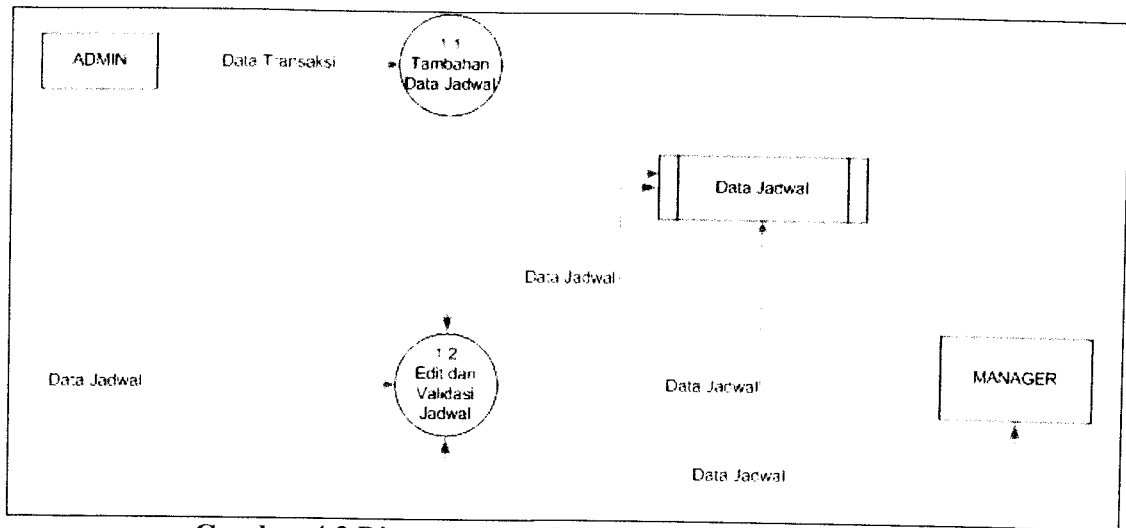 ADMIN
Data Transaksi
1.1
Tambahan
Data Jadwal
Data Jadwal
Data Jadwal
1.2
Edit dan
Validasi
Jadwal
Data Jadwal
Data Jadwal
MANAGER
Data Jadwal